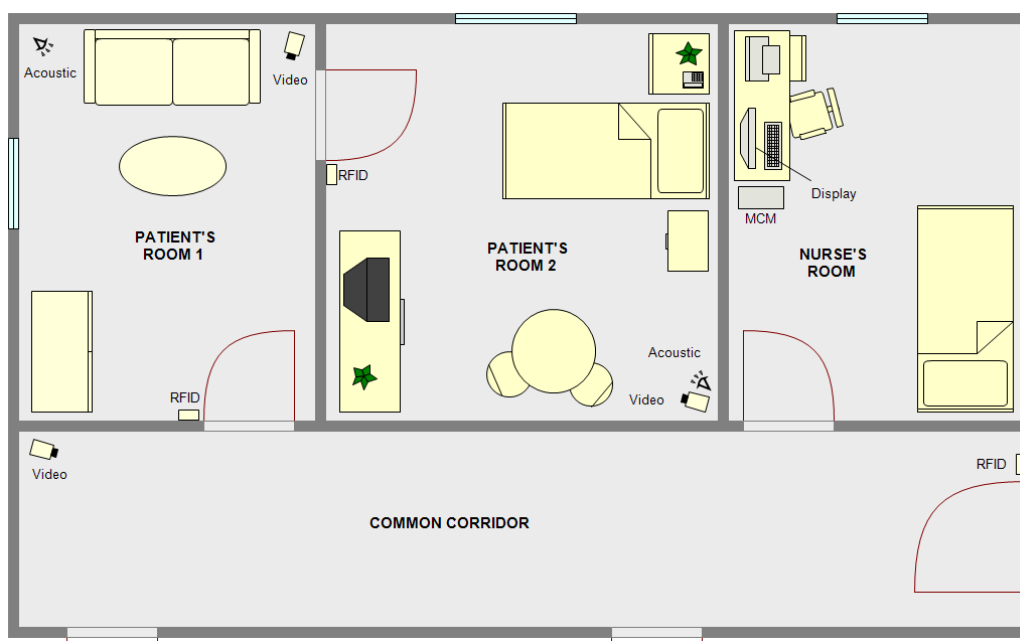 Acoustic
Video
RFID
Display
MCM
PATIENT'S
ROOM 1
PATIENT'S
ROOM 2
NURSE'S
ROOM
Acoustic
Video
RFID
Video
RFID
COMMON CORRIDOR